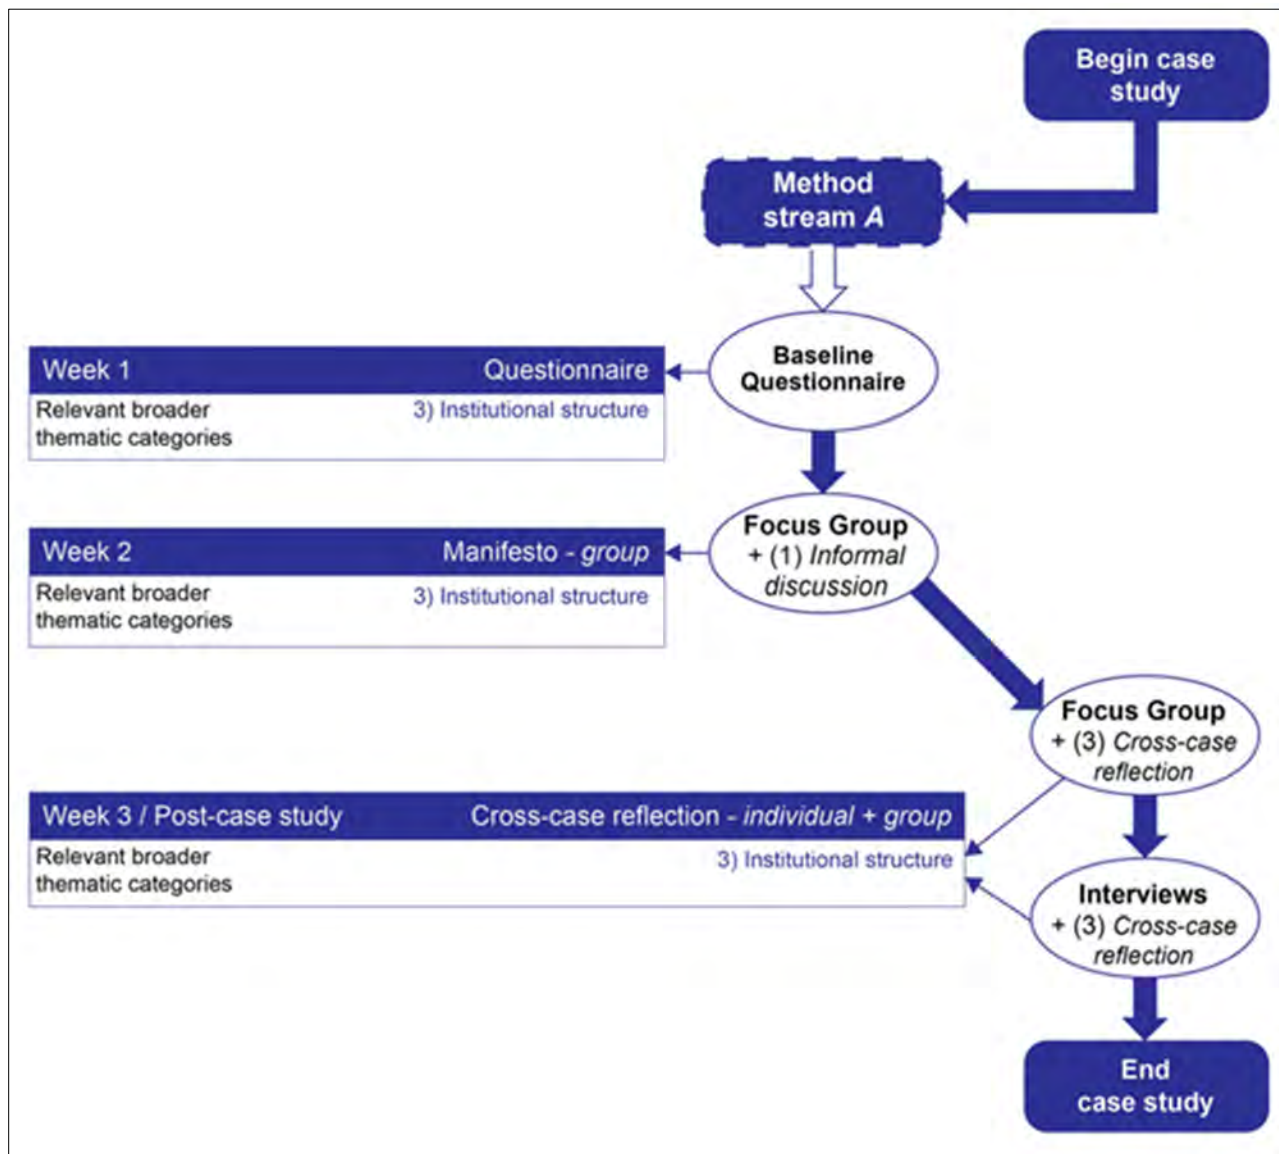 Begin case
study
Method
stream A
Baseline
Questionnaire
Week 1 Questionnaire
Relevant broader 3) Institutional structure
thematic categories
Focus Group
+ (1) Informal
discussion
Week 2 Manifesto - group
Relevant broader 3) Institutional structure
thematic categories
Focus Group
+ (3) Cross-case
reflection
Week 3 / Post-case study Cross-case reflection - individual + group
Relevant broader 3) Institutional structure
thematic categories
Interviews
+ (3) Cross-case
reflection
End
case study